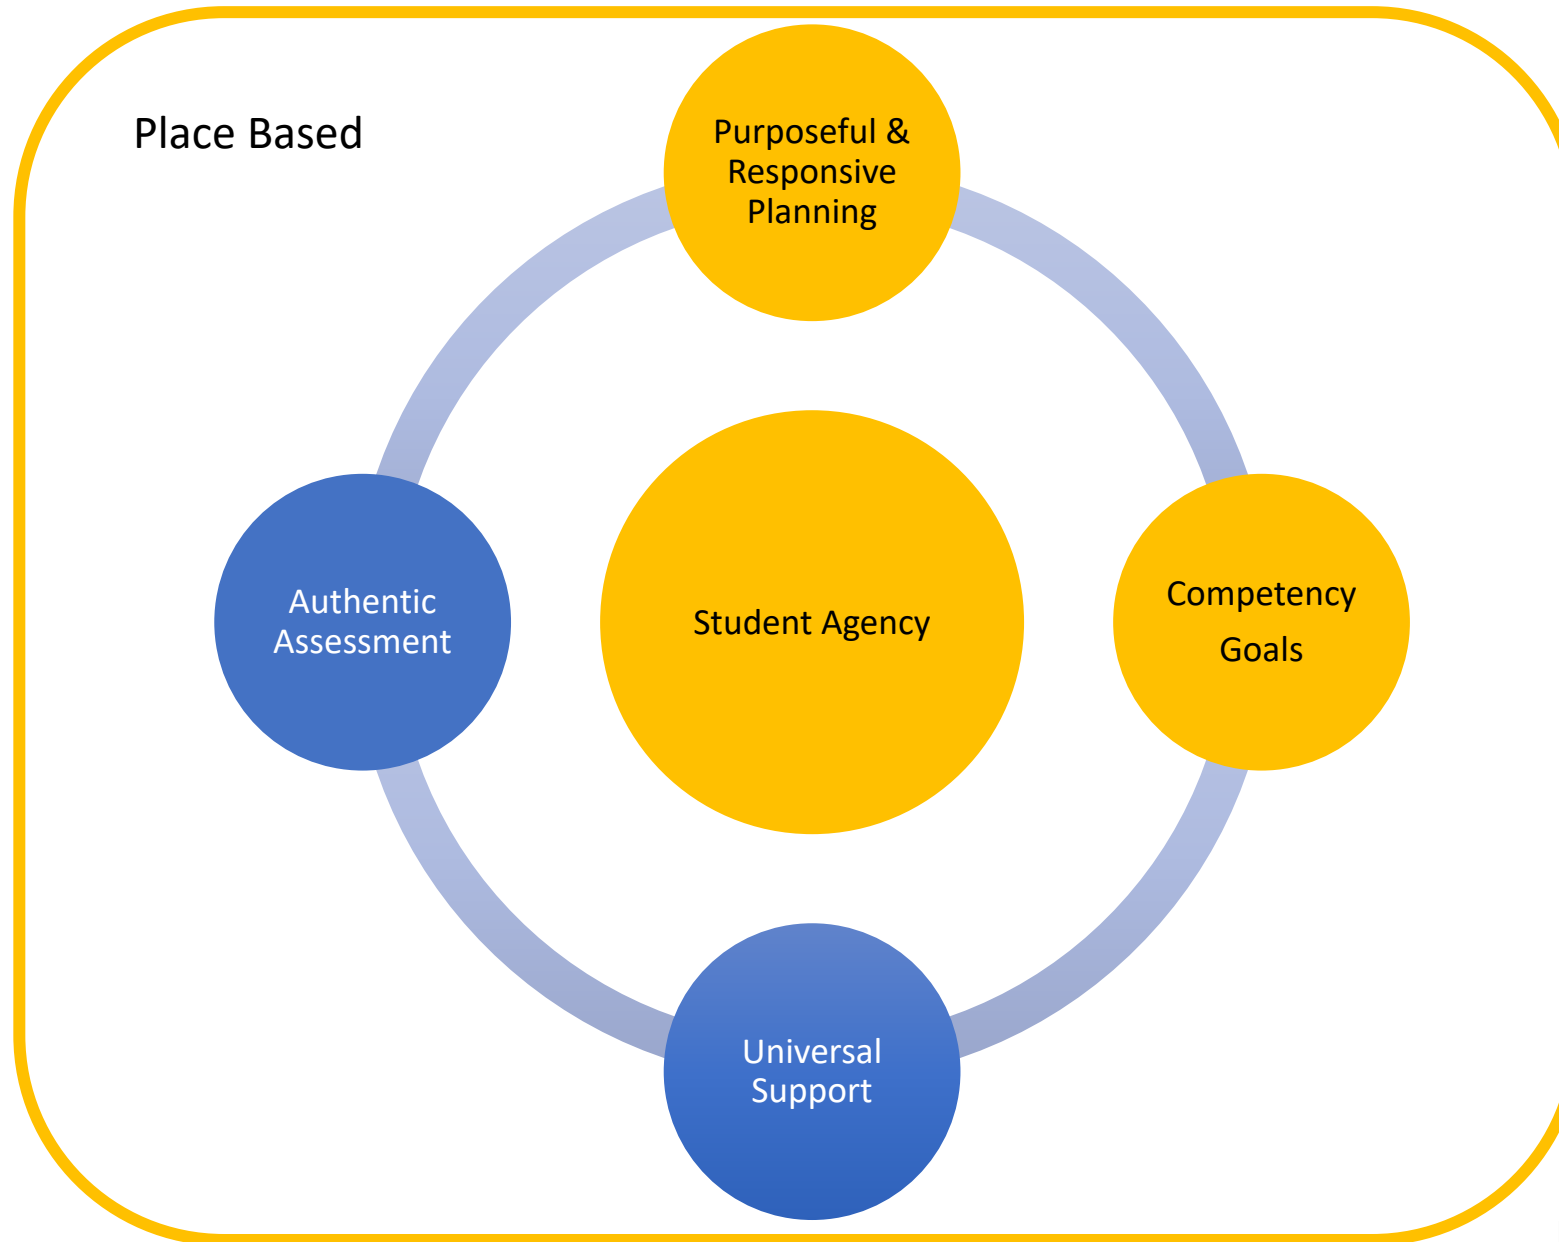 Place Based
Purposeful &
Responsive
Planning
Authentic
Assessment
Student Agency
Competency
Goals
Universal
Support